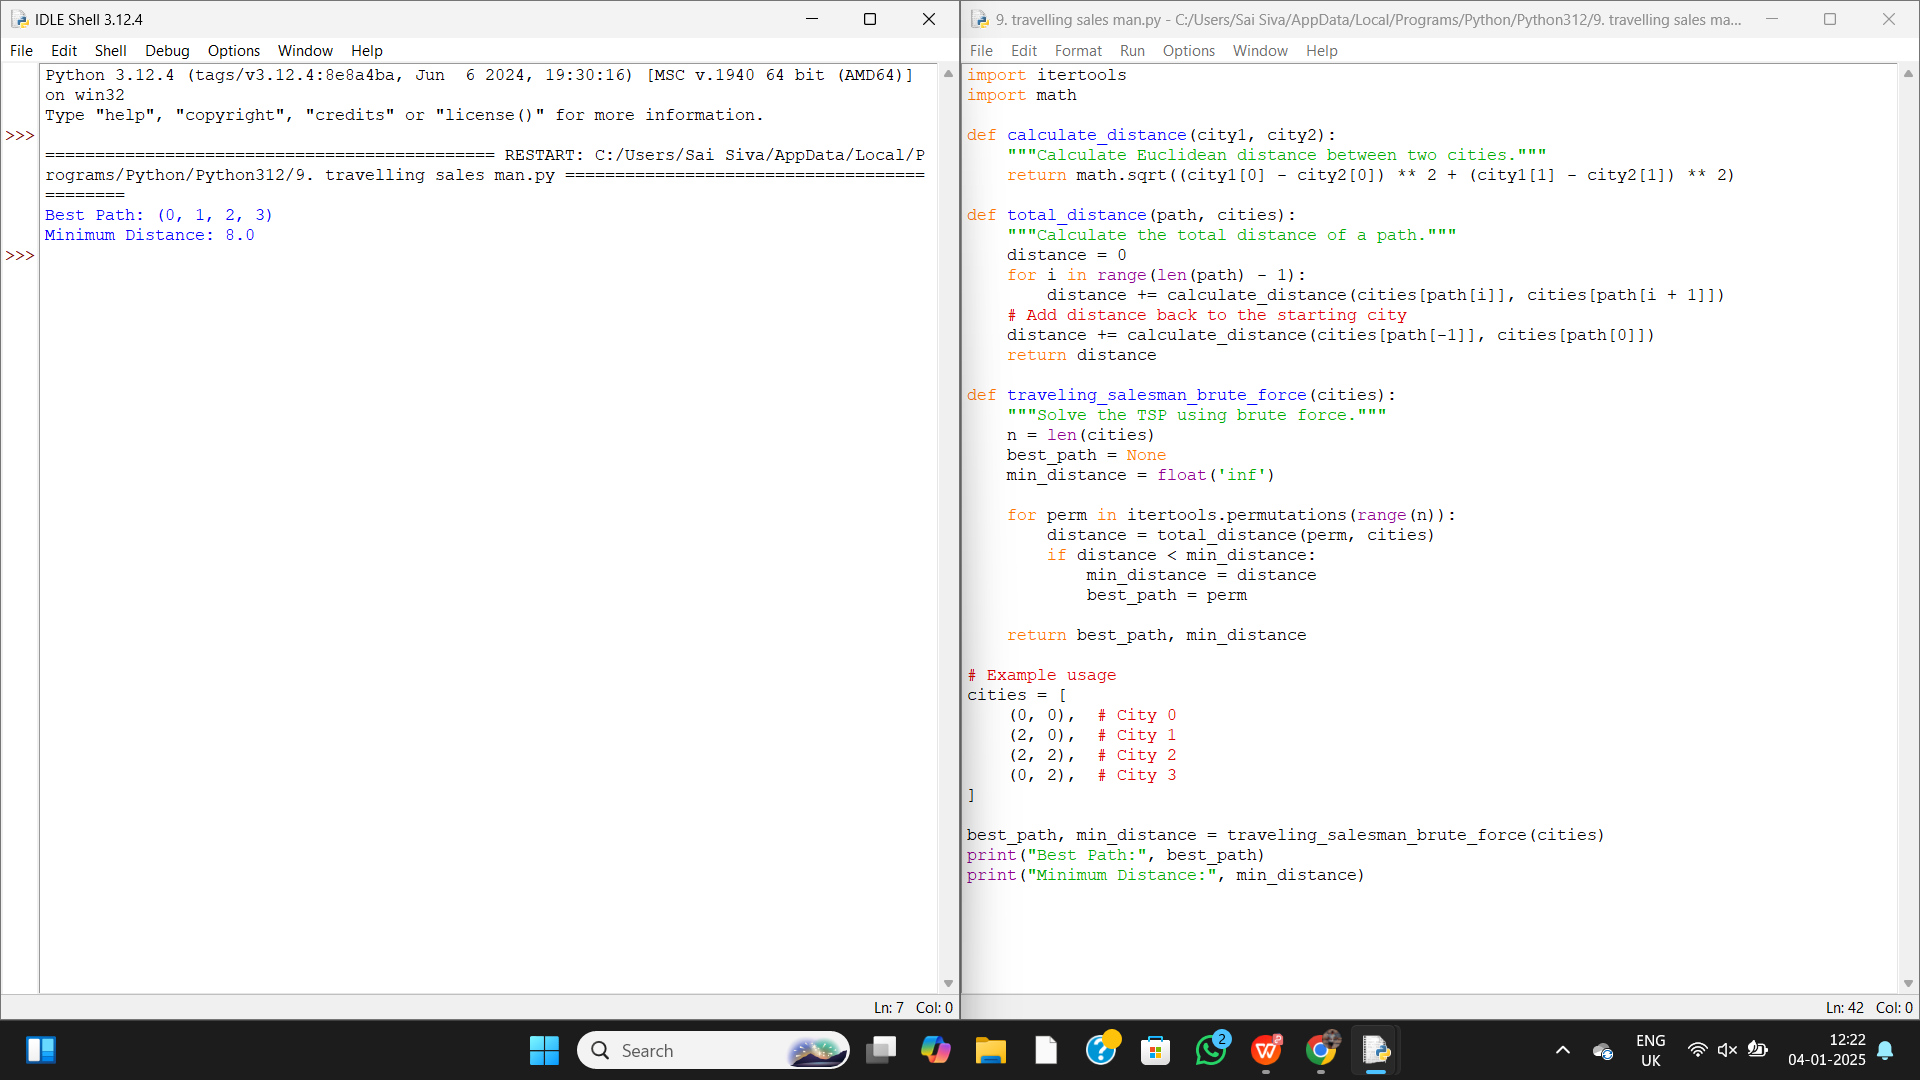 IDLE Shell 3.12.4
File Edit Shell Debug Options Window Help
Python 3.12.4 (tags/v3.12.4:8e8a4ba, Jun  6 2024, 19:30:16) [MSC v.1940 64 bit (AMD64)]
on win32
Type "help", "copyright", "credits" or "license()" for more information.
>>>
============================================= RESTART: C:/Users/Sai Siva/AppData/Local/P
rograms/Python/Python312/9. travelling sales man.py ====================================
========
Best Path: (0, 1, 2, 3)
Minimum Distance: 8.0
>>>
Ln: 7 Col: 0
9. travelling sales man.py - C:/Users/Sai Siva/AppData/Local/Programs/Python/Python312/9. travelling sales ma...
File Edit Format Run Options Window Help
import itertools
import math
def calculate_distance(city1, city2):
    """Calculate Euclidean distance between two cities."""
    return math.sqrt((city1[0] - city2[0]) ** 2 + (city1[1] - city2[1]) ** 2)
def total_distance(path, cities):
    """Calculate the total distance of a path."""
    distance = 0
    for i in range(len(path) - 1):
        distance += calculate_distance(cities[path[i]], cities[path[i + 1]])
    # Add distance back to the starting city
    distance += calculate_distance(cities[path[-1]], cities[path[0]])
    return distance
def traveling_salesman_brute_force(cities):
    """Solve the TSP using brute force."""
    n = len(cities)
    best_path = None
    min_distance = float('inf')
    for perm in itertools.permutations(range(n)):
        distance = total_distance(perm, cities)
        if distance < min_distance:
            min_distance = distance
            best_path = perm
    return best_path, min_distance
# Example usage
cities = [
    (0, 0),  # City 0
    (2, 0),  # City 1
    (2, 2),  # City 2
    (0, 2),  # City 3
]
best_path, min_distance = traveling_salesman_brute_force(cities)
print("Best Path:", best_path)
print("Minimum Distance:", min_distance)
Ln: 42 Col: 0
Search
2
ENG
UK
12:22
04-01-2025